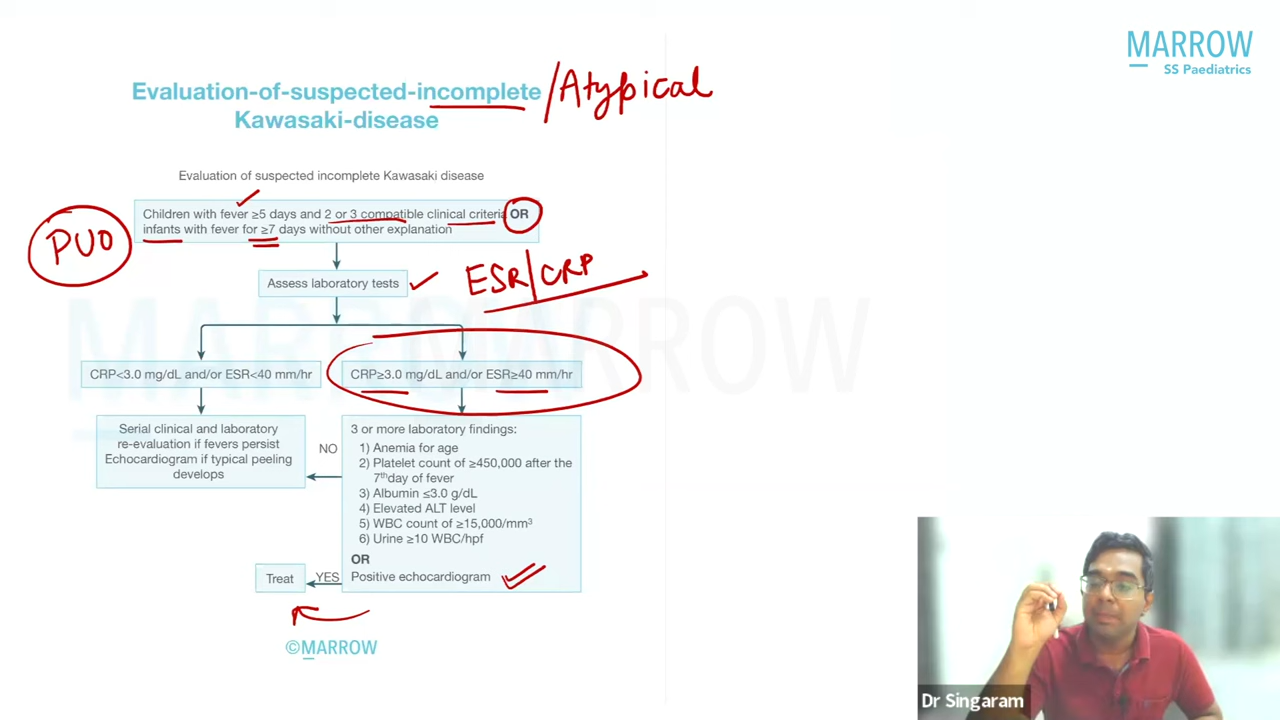 MARROW
SS Paediatrics
Evaluation-of-suspected-incomplete /Atypical
Kawasaki-disease
Evaluation of suspected incomplete Kawasaki disease
Children with fever ≥5 days and 2 or 3 compatible clinical criteria OR
infants with fever for ≥7 days without other explanation
PUO
Assess laboratory tests
ESR/CRP
CRP<3.0 mg/dL and/or ESR<40 mm/hr
CRP≥3.0 mg/dL and/or ESR≥40 mm/hr
Serial clinical and laboratory
re-evaluation if fevers persist
Echocardiogram if typical peeling
develops
NO
3 or more laboratory findings:
1) Anemia for age
2) Platelet count of ≥450,000 after the
7thday of fever
3) Albumin ≤3.0 g/dL
4) Elevated ALT level
5) WBC count of ≥15,000/mm³
6) Urine ≥10 WBC/hpf
OR
Positive echocardiogram
YES
Treat
©MARROW
MARROW
MARROW
Dr Singaram